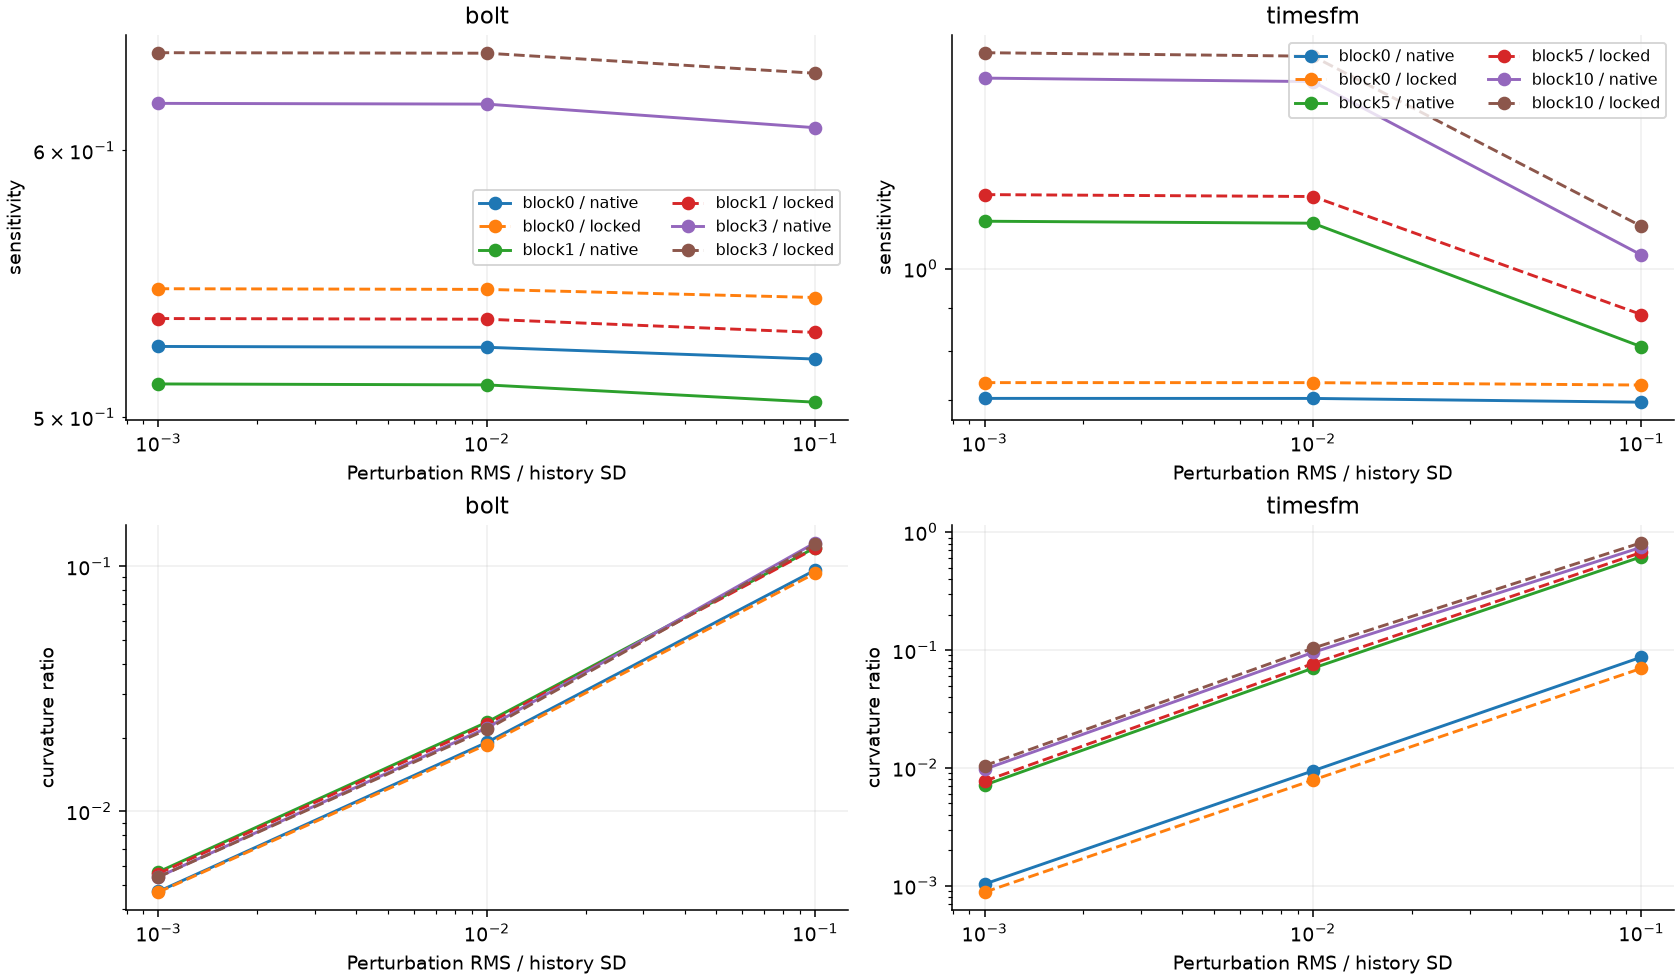 bolt
6 × 10⁻¹
5 × 10⁻¹
sensitivity
block0 / native
block0 / locked
block1 / native
block1 / locked
block3 / native
block3 / locked
10⁻³
10⁻²
10⁻¹
Perturbation RMS / history SD
timesfm
10⁰
sensitivity
block0 / native
block0 / locked
block5 / native
block5 / locked
block10 / native
block10 / locked
10⁻³
10⁻²
10⁻¹
Perturbation RMS / history SD
bolt
10⁻¹
10⁻²
curvature ratio
10⁻³
10⁻²
10⁻¹
Perturbation RMS / history SD
timesfm
10⁰
10⁻¹
10⁻²
10⁻³
curvature ratio
10⁻³
10⁻²
10⁻¹
Perturbation RMS / history SD